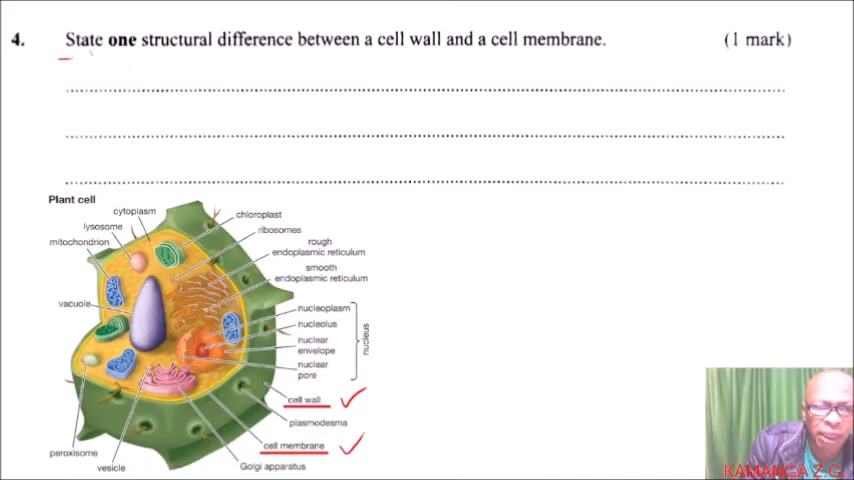 4. State one structural difference between a cell wall and a cell membrane. (1 mark)
Plant cell
cytoplasm
chloroplast
lysosome
ribosomes
mitochondrion
rough
endoplasmic reticulum
smooth
endoplasmic reticulum
vacuole
nucleoplasm
nucleolus
nuclear
envelope
nuclear
pore
nucleus
cell wall
plasmodesma
cell membrane
peroxisome
vesicle
Golgi apparatus
KAMANGA Z.G.